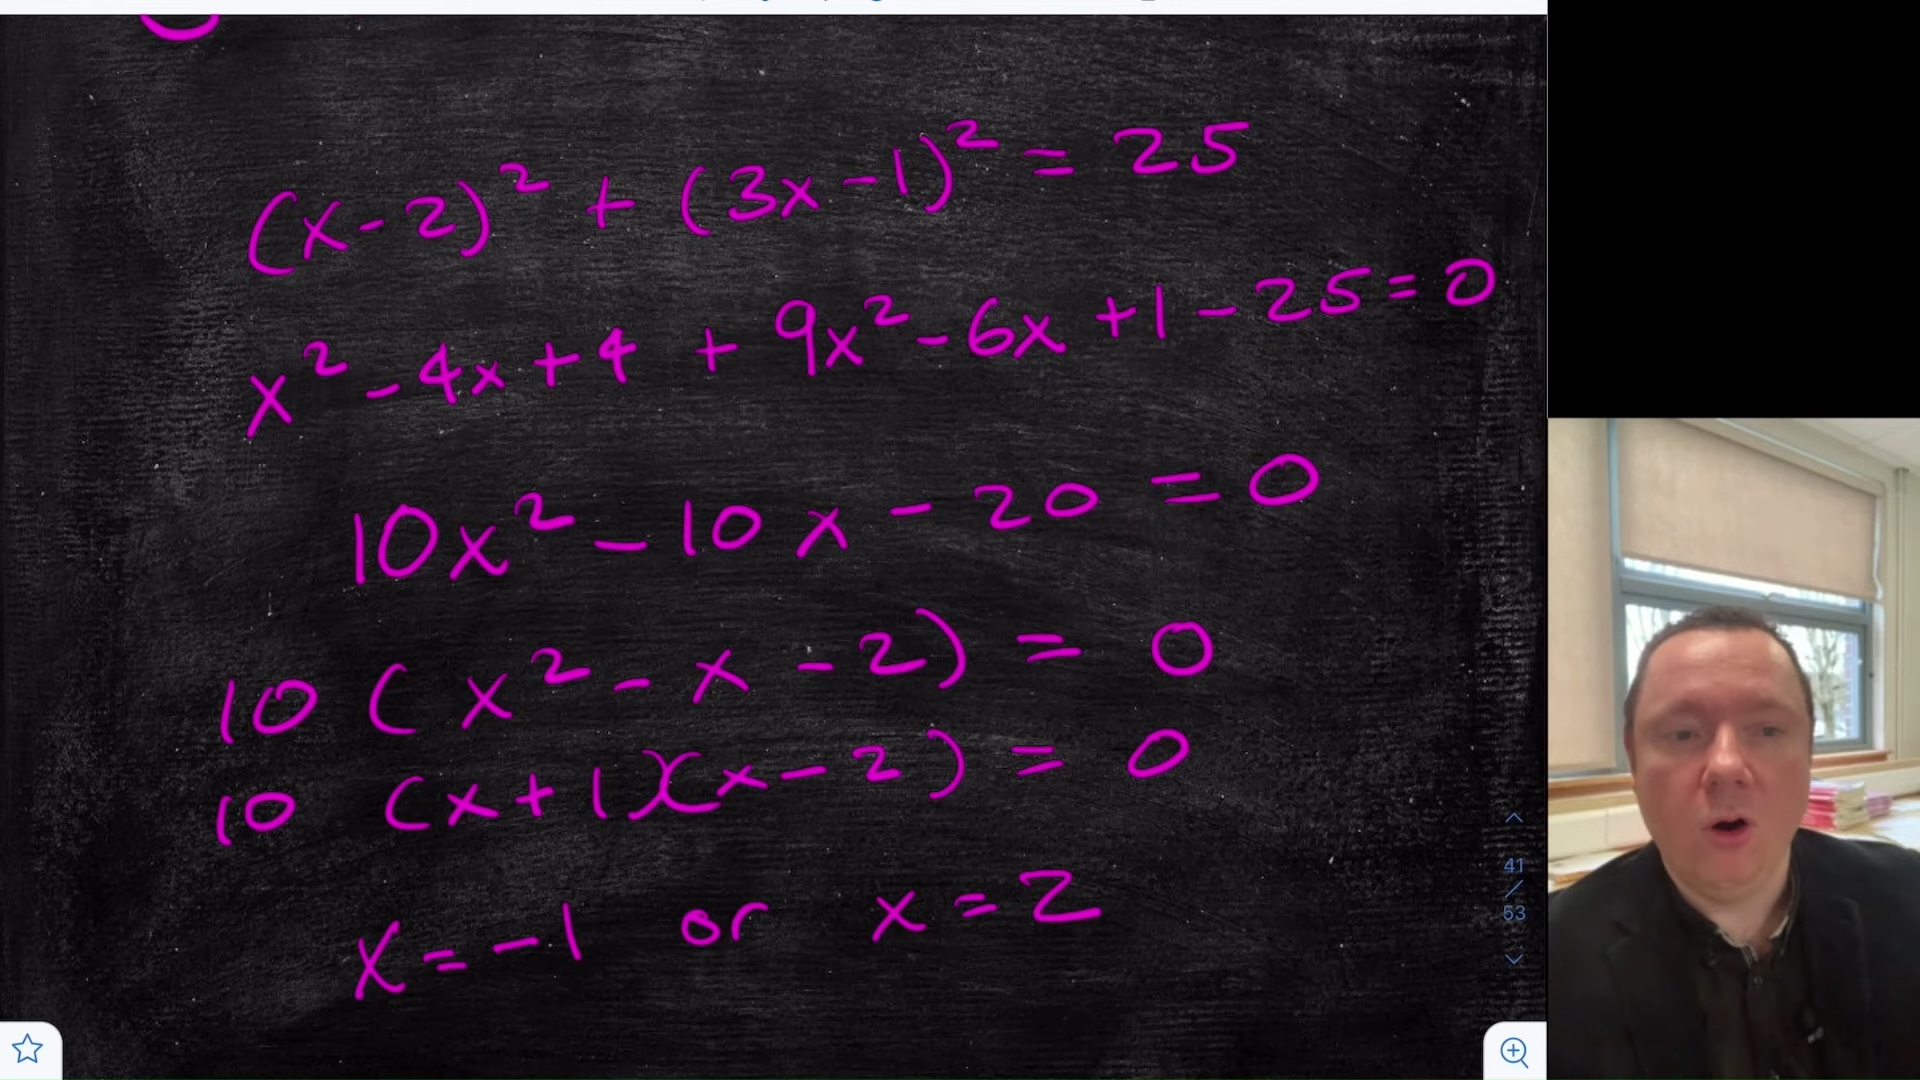 (x-2)² + (3x-1)² = 25
x² - 4x + 4 + 9x² - 6x + 1 - 25 = 0
10x² - 10x - 20 = 0
10 (x² - x - 2) = 0
10 (x+1)(x-2) = 0
x = -1 or x = 2
41
/
53